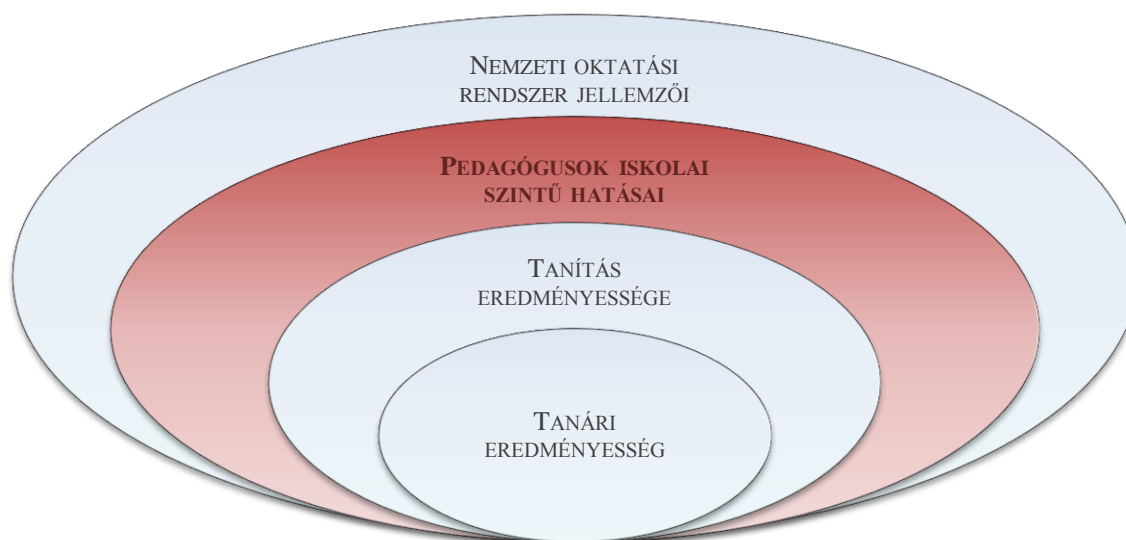 NEMZETI OKTATÁSI
RENDSZER JELLEMZŐI
PEDAGÓGUSOK ISKOLAI
SZINTŰ HATÁSAI
TANÍTÁS
EREDMÉNYESSÉGE
TANÁRI
EREDMÉNYESSÉG